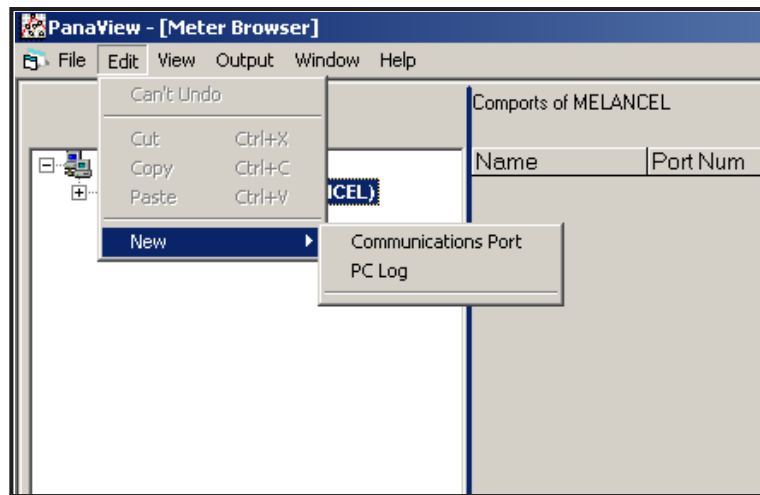 PanaView - [Meter Browser]
File Edit View Output Window Help
Can't Undo
Comports of MELANCEL
Cut Ctrl+X
Name Port Num
Copy Ctrl+C
Paste Ctrl+V
ICEL)
New
Communications Port
PC Log